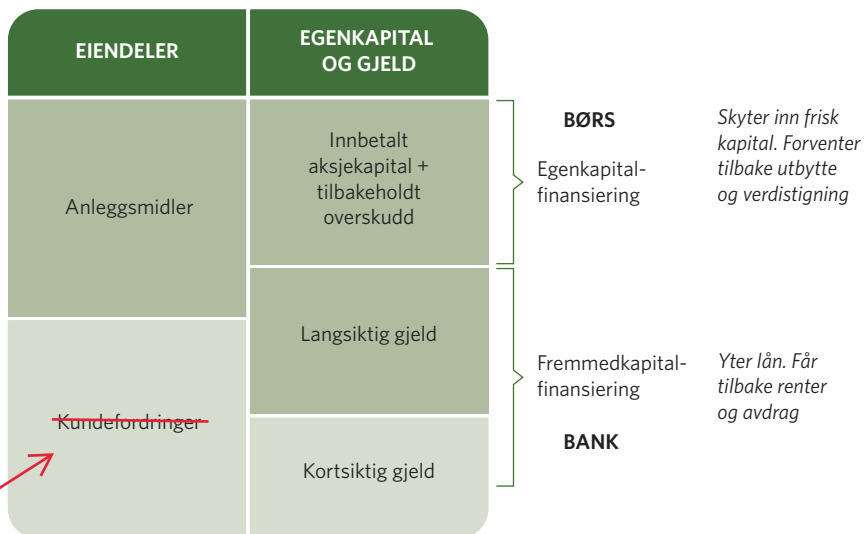 EIENDELER
EGENKAPITAL
OG GJELD
Anleggsmidler
Innbetalt
aksjekapital +
tilbakeholdt
overskudd
BØRS
Egenkapital-
finansiering
Skyter inn frisk
kapital. Forventer
tilbake utbytte
og verdistigning
Kundefordringer
Langsiktig gjeld
Fremmedkapital-
finansiering
BANK
Yter lån. Får
tilbake renter
og avdrag
Kortsiktig gjeld